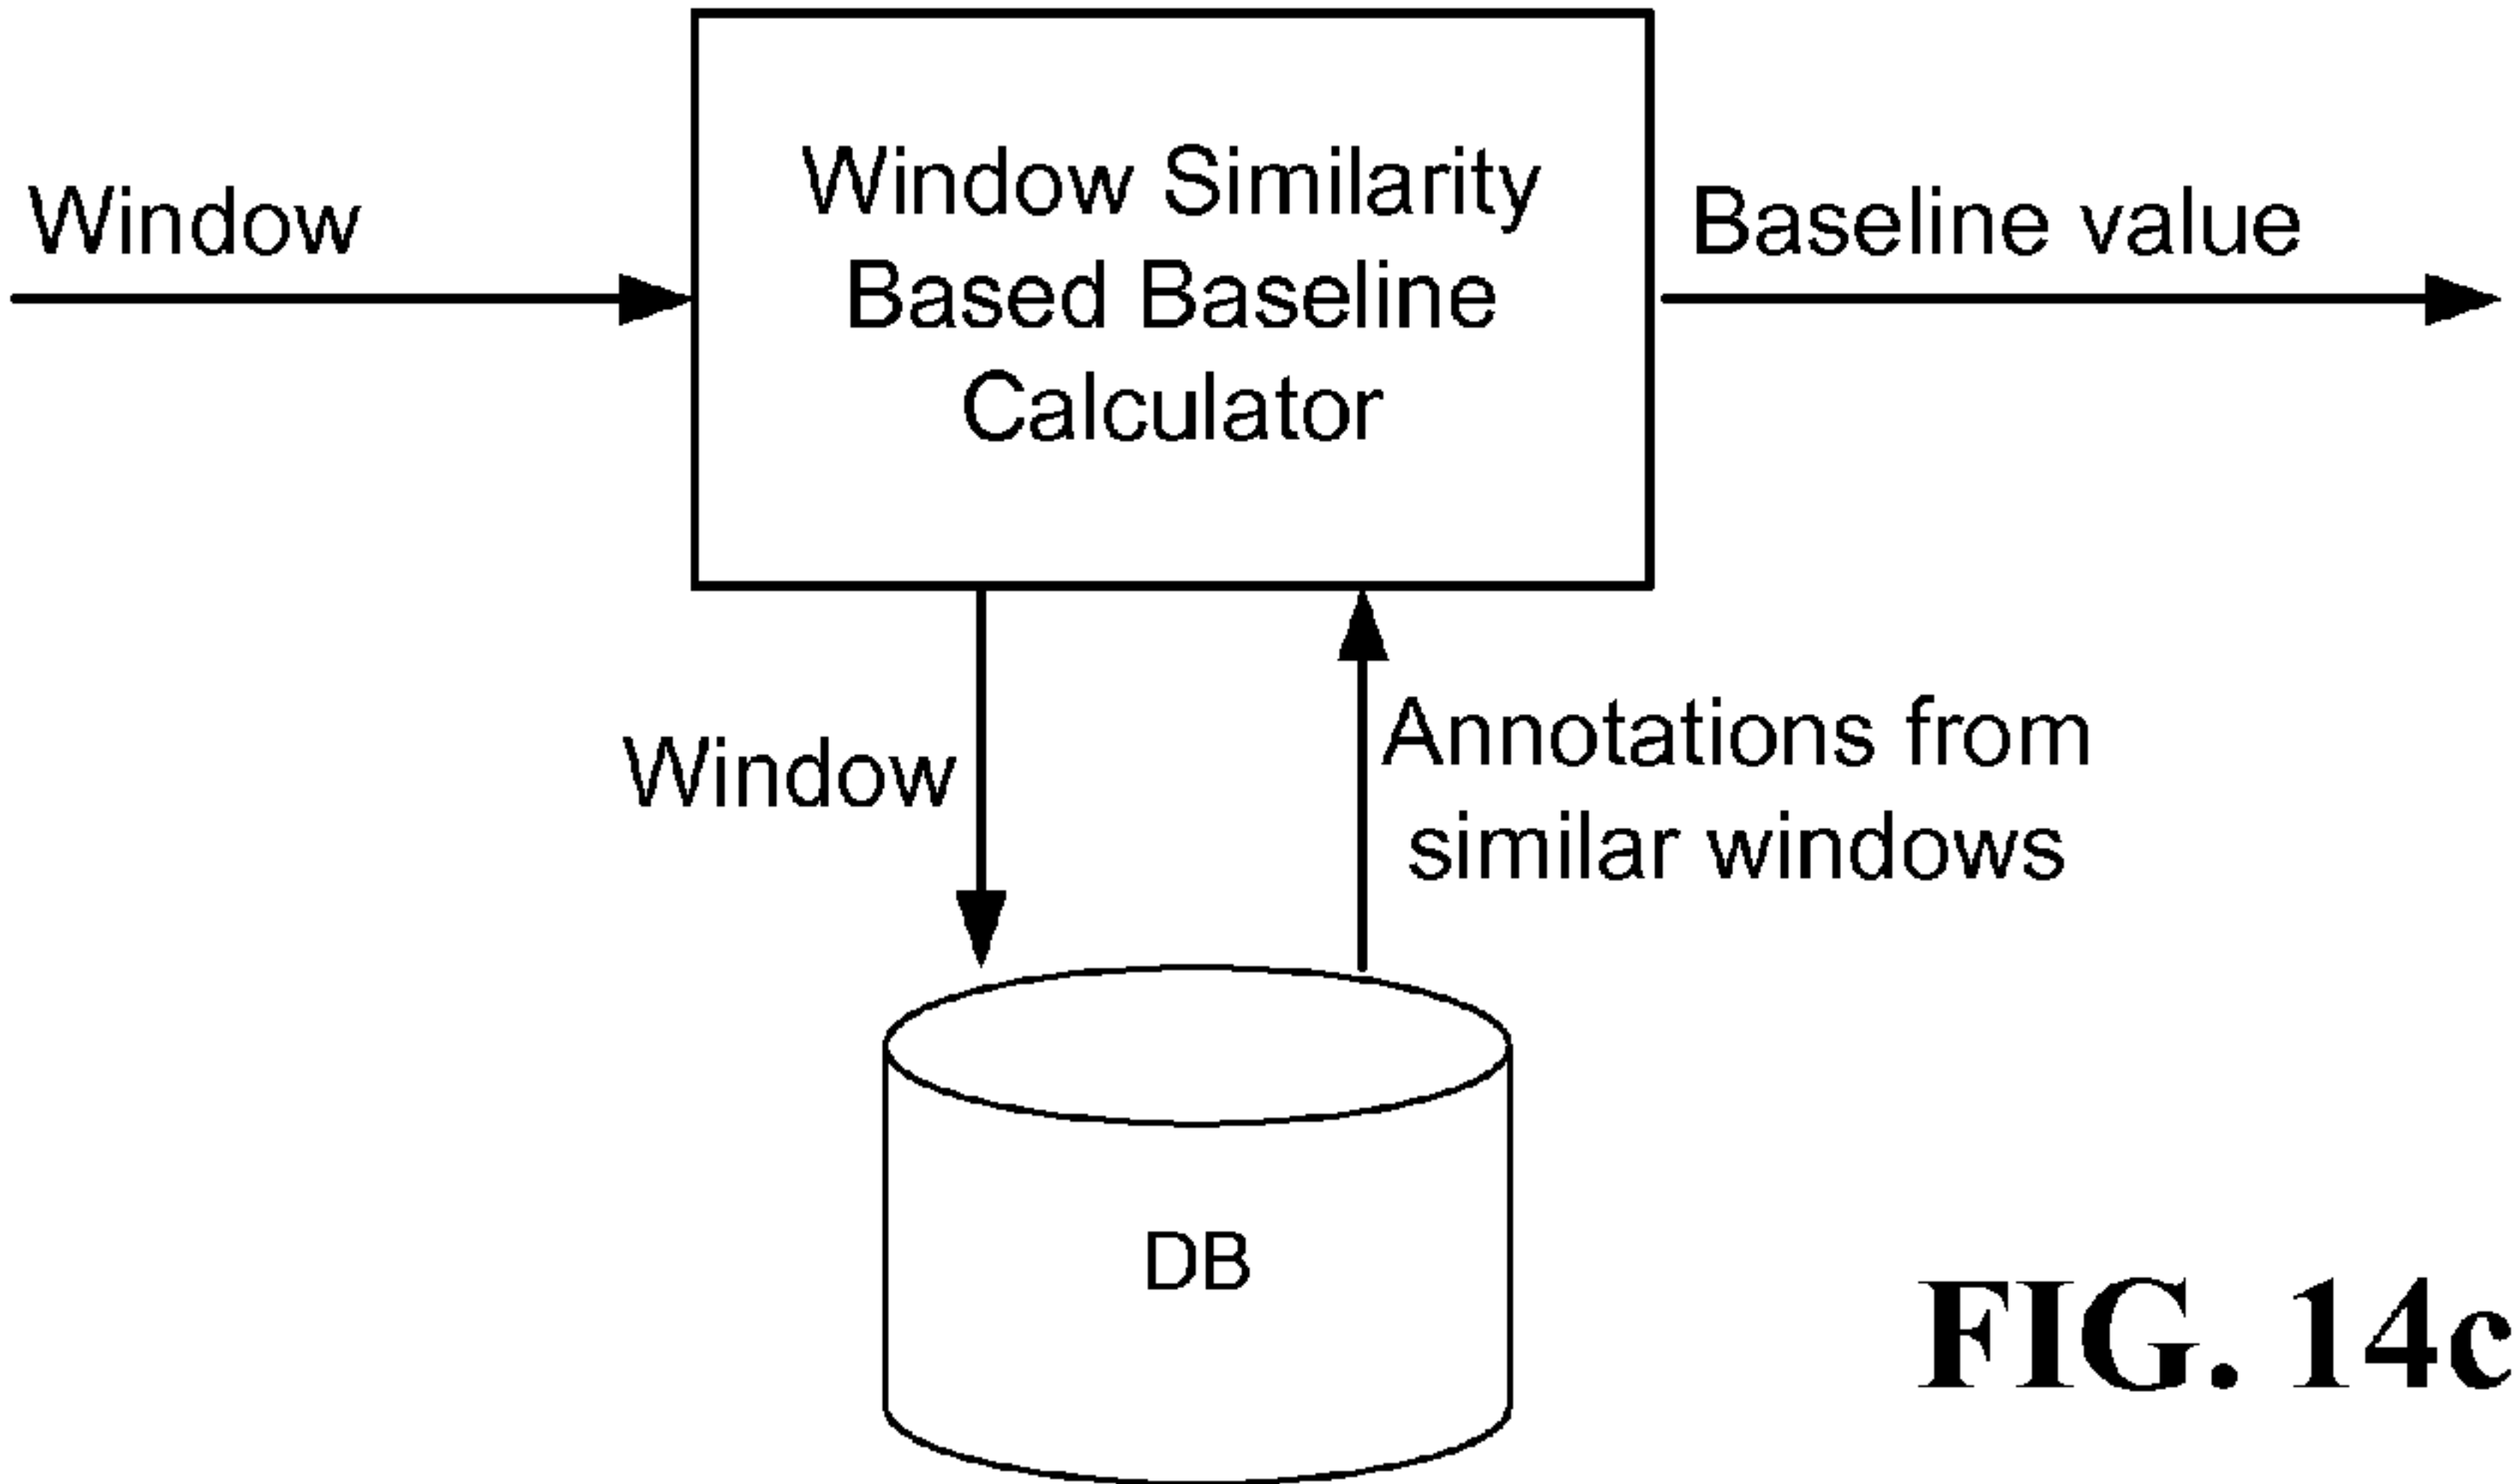 Window
Window Similarity
Based Baseline
Calculator
Baseline value
Window
Annotations from
similar windows
DB
FIG. 14c